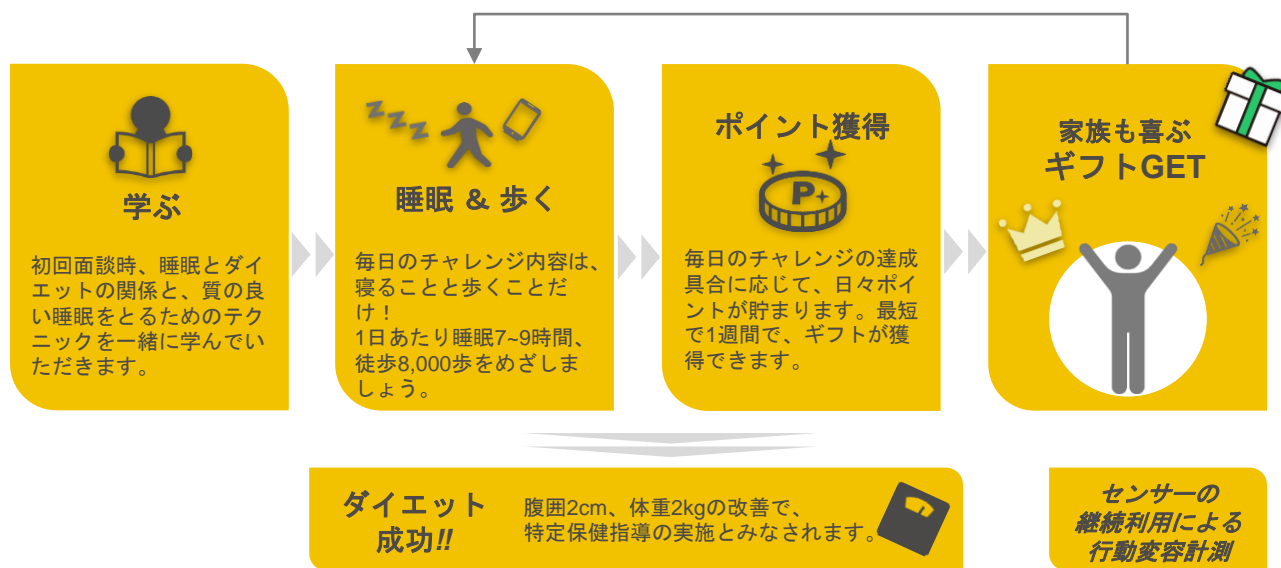 学ぶ
初回面談時、睡眠とダイ
エットの関係と、質の良
い睡眠をとるためのテク
ニックを一緒に学んでい
ただきます。
zzz
睡眠 & 歩く
毎日のチャレンジ内容は、
寝ることと歩くことだ
け！
1日あたり睡眠7~9時間、
徒歩8,000歩をめざしま
しょう。
ポイント獲得
P
毎日のチャレンジの達成
具合に応じて、日々ポイ
ントが貯まります。最短
で1週間で、ギフトが獲
得できます。
家族も喜ぶ
ギフトGET
ダイエット
成功!!
腹囲2cm、体重2kgの改善で、
特定保健指導の実施とみなされます。
センサーの
継続利用による
行動変容計測